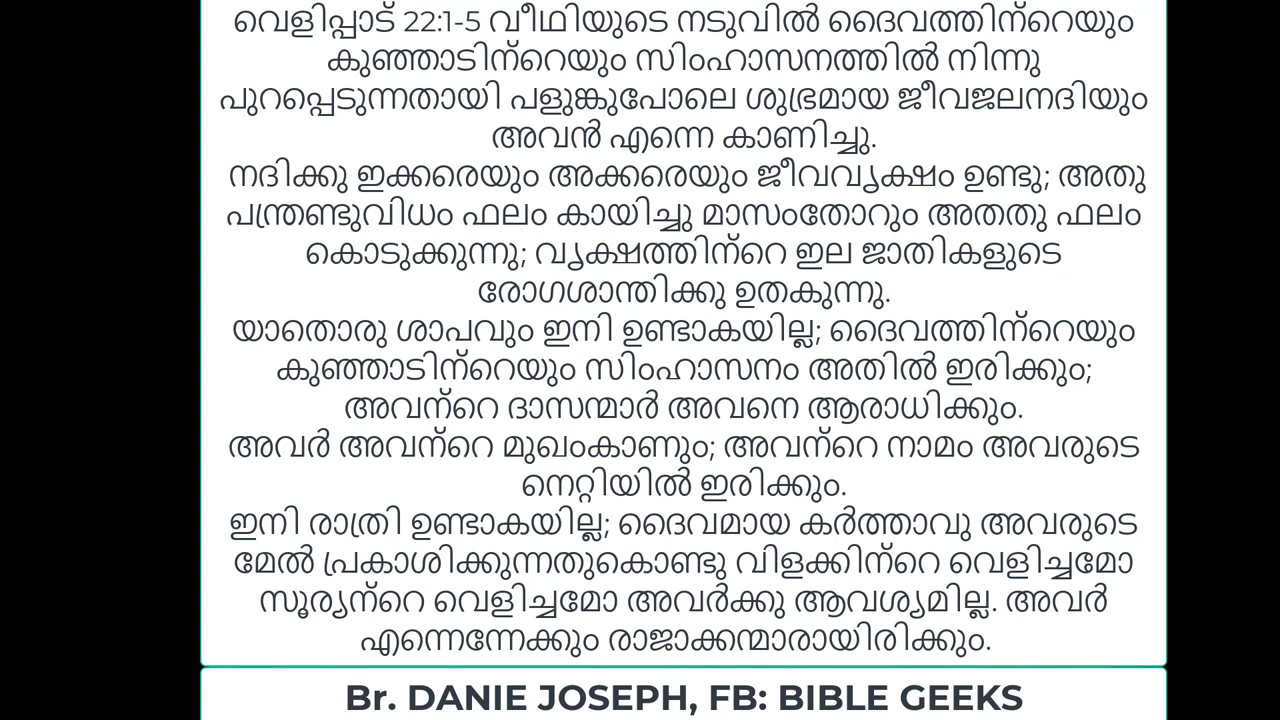 വെളിപ്പാട് 22:1-5 വീഥിയുടെ നടുവിൽ ദൈവത്തിന്റെയും
കുഞ്ഞാടിന്റെയും സിംഹാസനത്തിൽ നിന്നു
പുറപ്പെടുന്നതായി പളുങ്കുപോലെ ശുഭ്രമായ ജീവജലനദിയും
അവൻ എന്നെ കാണിച്ചു.
നദിക്കു ഇക്കരെയും അക്കരെയും ജീവവൃക്ഷം ഉണ്ടു; അതു
പന്ത്രണ്ടുവിധം ഫലം കായിച്ചു മാസംതോറും അതതു ഫലം
കൊടുക്കുന്നു; വൃക്ഷത്തിന്റെ ഇല ജാതികളുടെ
രോഗശാന്തിക്കു ഉതകുന്നു.
യാതൊരു ശാപവും ഇനി ഉണ്ടാകയില്ല; ദൈവത്തിന്റെയും
കുഞ്ഞാടിന്റെയും സിംഹാസനം അതിൽ ഇരിക്കും;
അവന്റെ ദാസന്മാർ അവനെ ആരാധിക്കും.
അവർ അവന്റെ മുഖംകാണും; അവന്റെ നാമം അവരുടെ
നെറ്റിയിൽ ഇരിക്കും.
ഇനി രാത്രി ഉണ്ടാകയില്ല; ദൈവമായ കർത്താവു അവരുടെ
മേൽ പ്രകാശിക്കുന്നതുകൊണ്ടു വിളക്കിന്റെ വെളിച്ചമോ
സൂര്യന്റെ വെളിച്ചമോ അവർക്കു ആവശ്യമില്ല. അവർ
എന്നെന്നേക്കും രാജാക്കന്മാരായിരിക്കും.
Br. DANIE JOSEPH, FB: BIBLE GEEKS